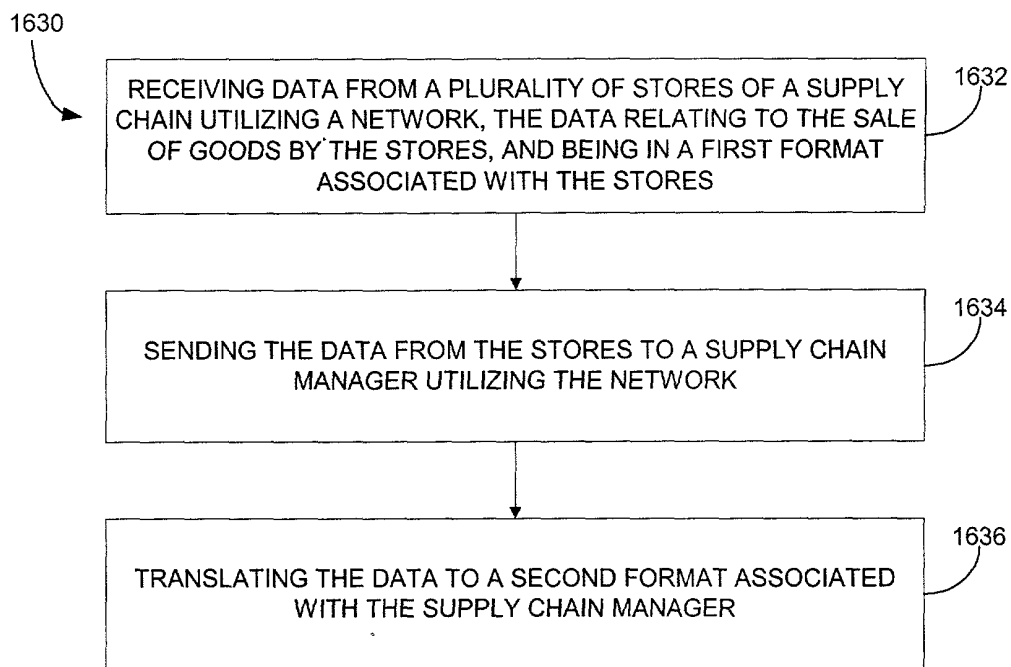 1630
RECEIVING DATA FROM A PLURALITY OF STORES OF A SUPPLY
CHAIN UTILIZING A NETWORK, THE DATA RELATING TO THE SALE
OF GOODS BY THE STORES, AND BEING IN A FIRST FORMAT
ASSOCIATED WITH THE STORES
1632
SENDING THE DATA FROM THE STORES TO A SUPPLY CHAIN
MANAGER UTILIZING THE NETWORK
1634
TRANSLATING THE DATA TO A SECOND FORMAT ASSOCIATED
WITH THE SUPPLY CHAIN MANAGER
1636